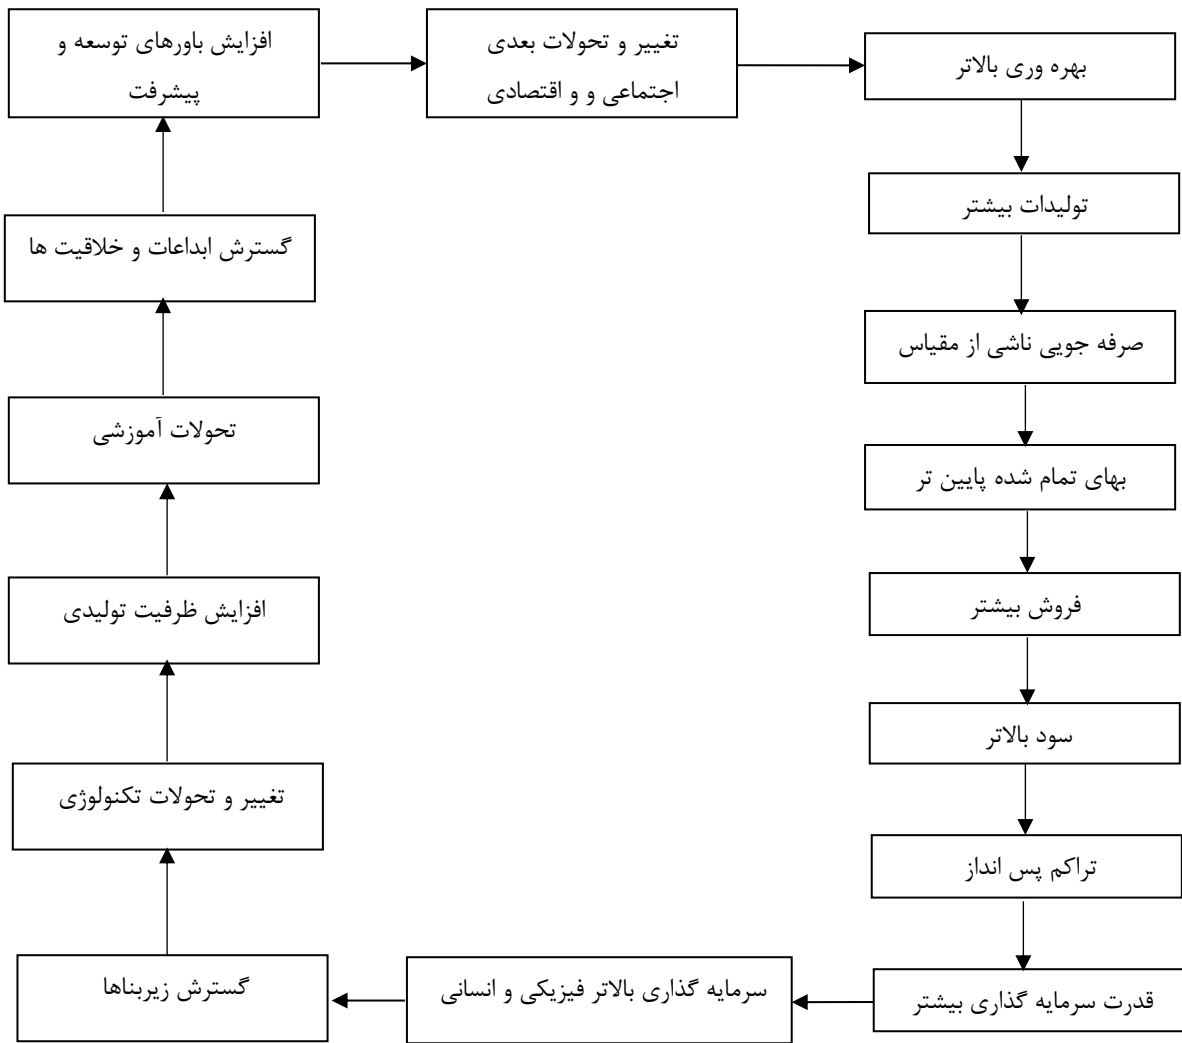 افزایش باورهای توسعه و
پیشرفت
تغییر و تحولات بعدی
اجتماعی و و اقتصادی
بهره وری بالاتر
تولیدات بیشتر
صرفه جویی ناشی از مقیاس
بهای تمام شده پایین تر
فروش بیشتر
سود بالاتر
تراکم پس انداز
قدرت سرمایه گذاری بیشتر
سرمایه گذاری بالاتر فیزیکی و انسانی
گسترش زیربناها
تغییر و تحولات تکنولوژی
افزایش ظرفیت تولیدی
تحولات آموزشی
گسترش ابداعات و خلاقیت ها